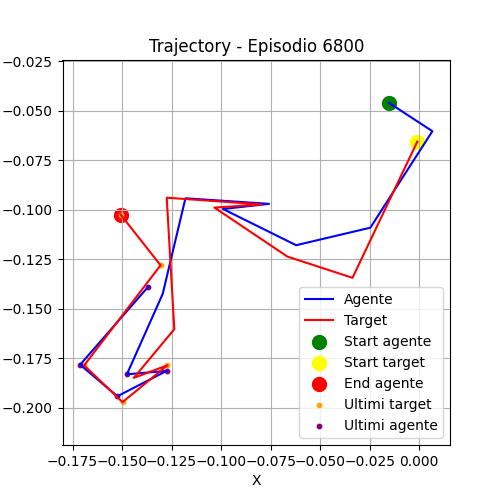 Trajectory - Episodio 6800
−0.025
−0.050
−0.075
−0.100
−0.125
−0.150
−0.175
−0.200
Agente
Target
Start agente
Start target
End agente
Ultimi target
Ultimi agente
−0.175−0.150−0.125−0.100−0.075−0.050−0.025 0.000
X